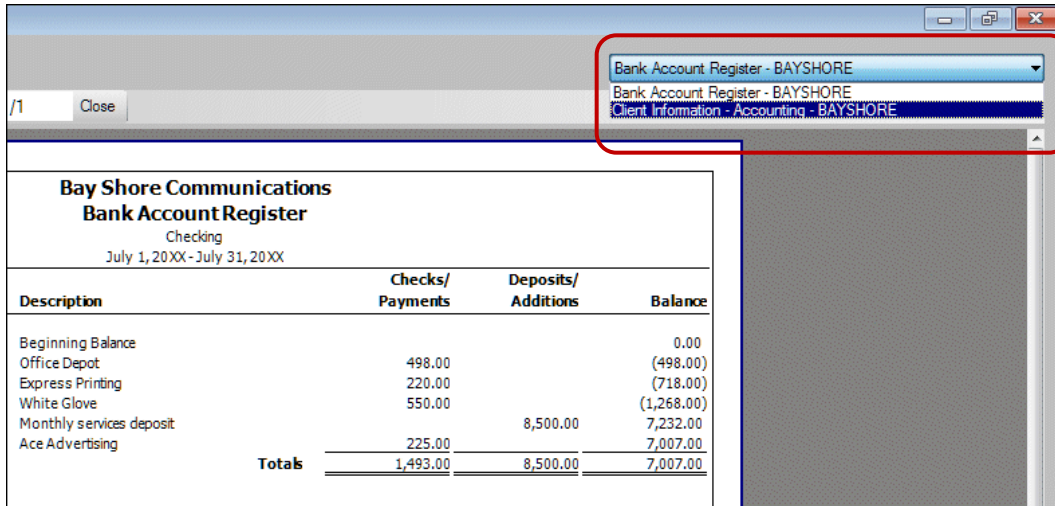 Bank Account Register - BAYSHORE
Bank Account Register - BAYSHORE
Client Information - Accounting - BAYSHORE
/1 Close
Bay Shore Communications
Bank Account Register
Checking
July 1, 20XX - July 31, 20XX
Checks/ Deposits/
Description Payments Additions Balance
Beginning Balance 0.00
Office Depot 498.00 (498.00)
Express Printing 220.00 (718.00)
White Glove 550.00 (1,268.00)
Monthly services deposit 8,500.00 7,232.00
Ace Advertising 225.00 7,007.00
Totals 1,493.00 8,500.00 7,007.00